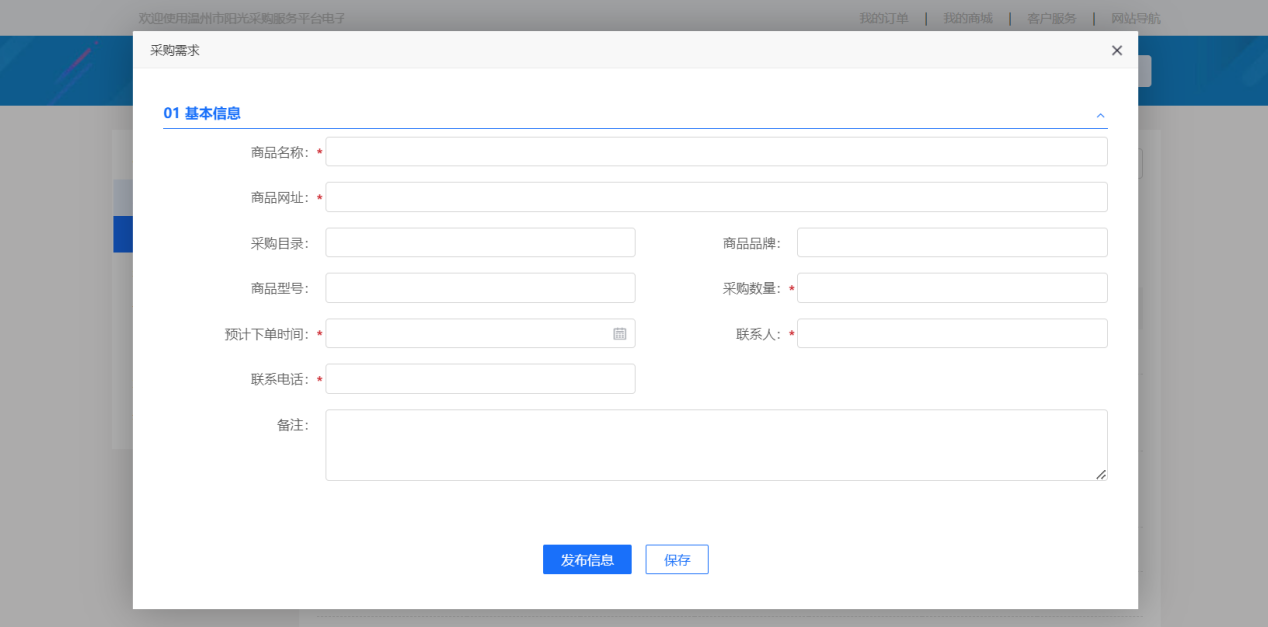 欢迎使用温州市阳光采购服务平台电子
我的订单 | 我的商城 | 客户服务 | 网站导航
采购需求
01 基本信息
商品名称：*
商品网址：*
采购目录： 商品品牌：
商品型号： 采购数量：*
预计下单时间：* 联系人：*
联系电话：*
备注：
发布信息 保存